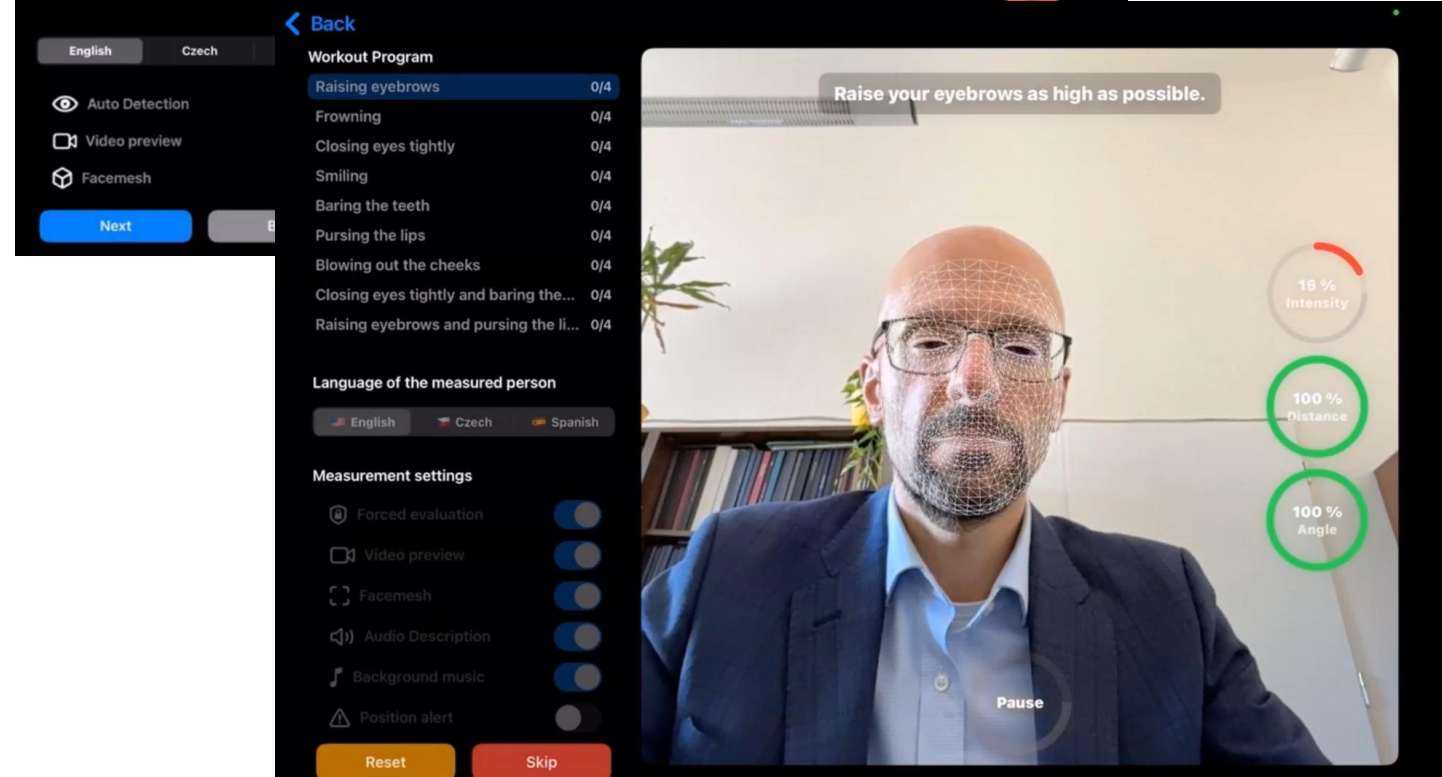 English Czech
Auto Detection
Video preview
Facemesh
Next
Back
Workout Program
Raising eyebrows 0/4
Frowning 0/4
Closing eyes tightly 0/4
Smiling 0/4
Baring the teeth 0/4
Pursing the lips 0/4
Blowing out the cheeks 0/4
Closing eyes tightly and baring the... 0/4
Raising eyebrows and pursing the li... 0/4
Language of the measured person
English Czech Spanish
Measurement settings
Forced evaluation
Video preview
Facemesh
Audio Description
Background music
Position alert
Reset Skip
Raise your eyebrows as high as possible.
16 %
Intensity
100 %
Distance
100 %
Angle
Pause